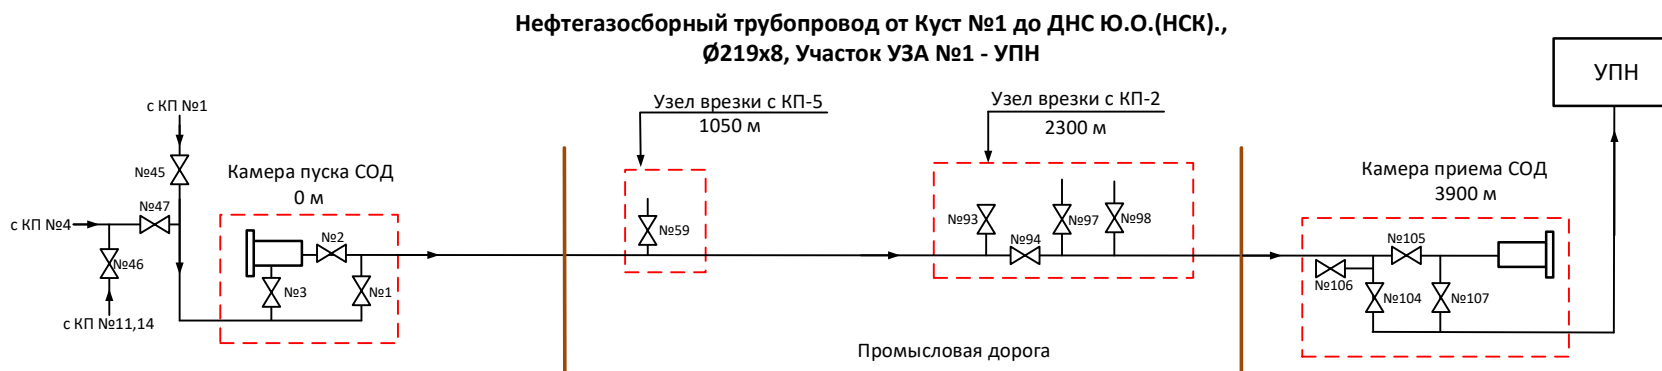 Нефтегазосборный трубопровод от Куст №1 до ДНС Ю.О.(НСК).,
Ø219х8, Участок УЗА №1 - УПН
УПН
с КП №1
Узел врезки с КП-5
1050 м
Узел врезки с КП-2
2300 м
№45
Камера пуска СОД
0 м
Камера приема СОД
3900 м
с КП №4
№47
№46
с КП №11,14
№2
№3
№1
№59
№93
№94
№97
№98
№105
№106
№104
№107
Промысловая дорога